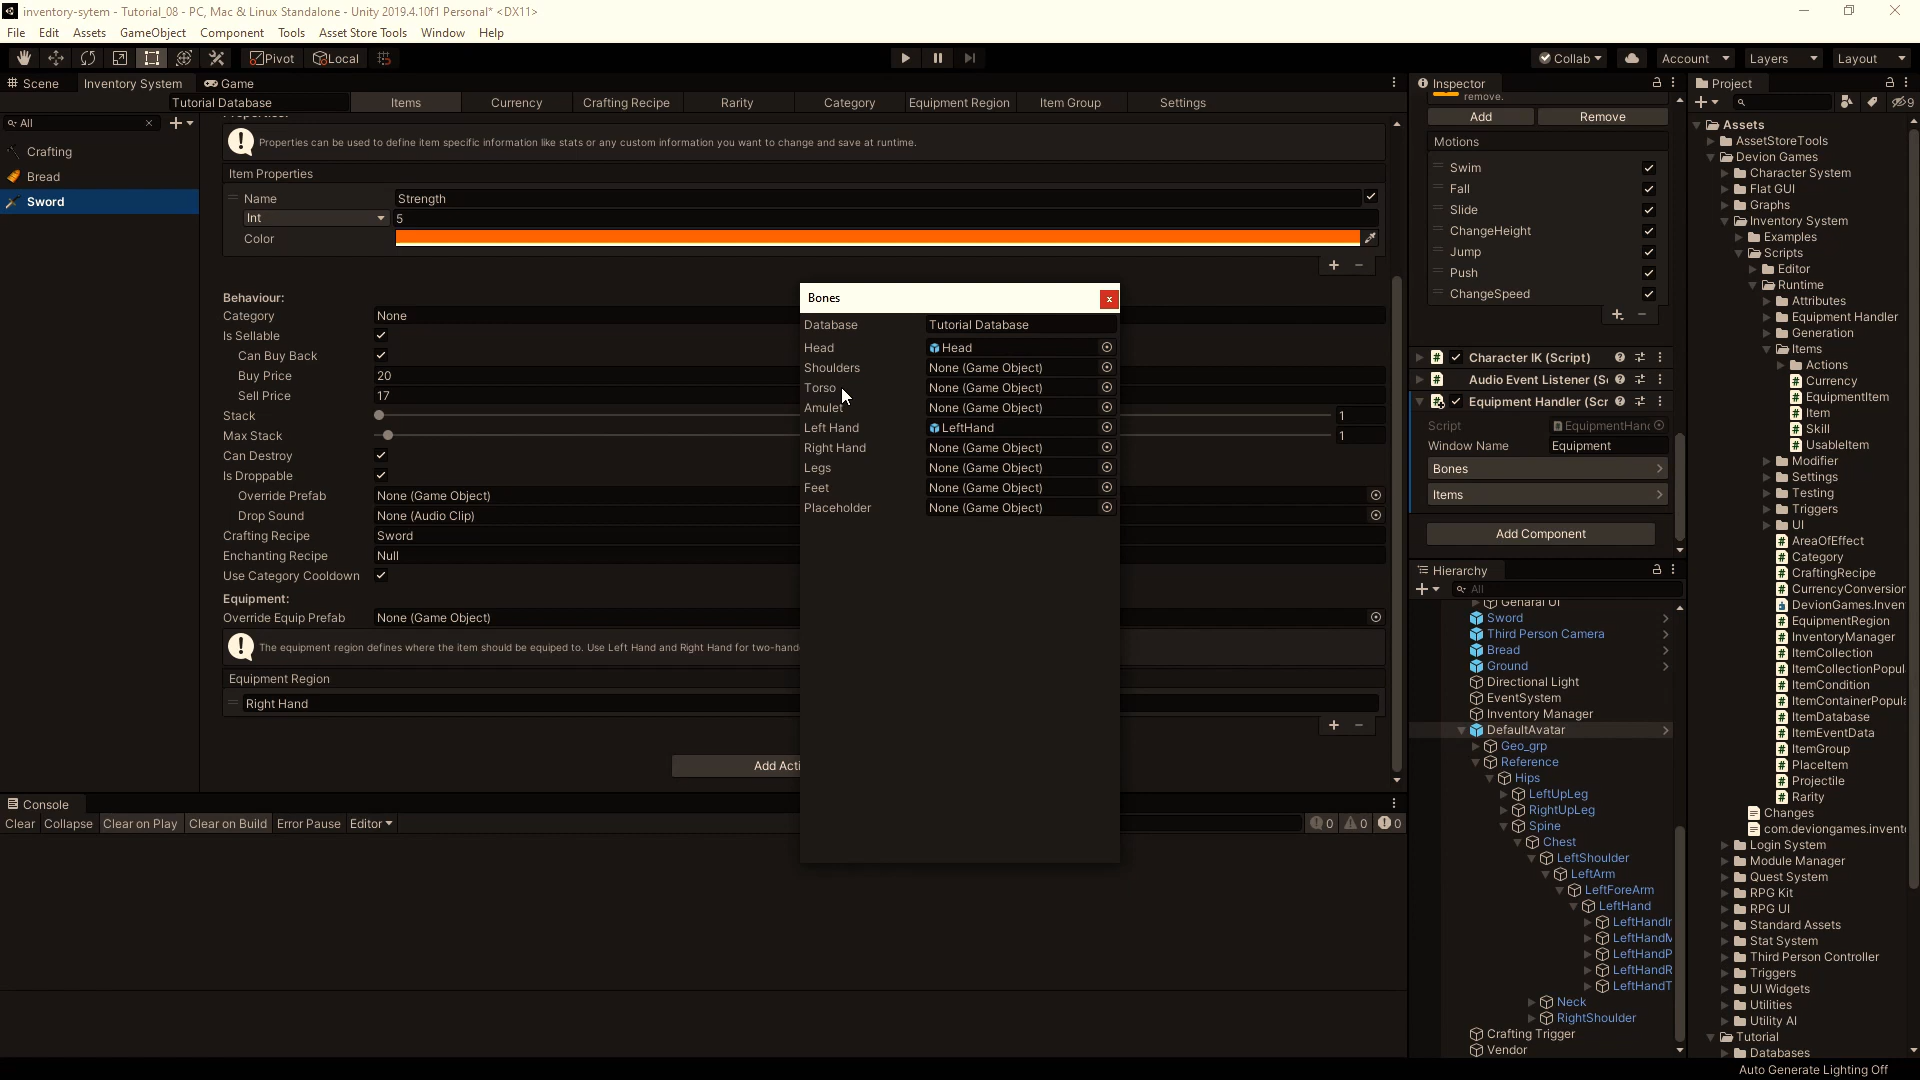 inventory-sytem - Tutorial_08 - PC, Mac & Linux Standalone - Unity 2019.4.10f1 Personal* <DX11>
File Edit Assets GameObject Component Tools Asset Store Tools Window Help
Pivot Local Collab Account Layers Layout
Scene Inventory System Game
Tutorial Database Items Currency Crafting Recipe Rarity Category Equipment Region Item Group Settings
All
Crafting
Bread
Sword
Properties can be used to define item specific information like stats or any custom information you want to change and save at runtime.
Item Properties
Name Strength
Int 5
Color
Behaviour:
Category None
Is Sellable
Can Buy Back
Buy Price 20
Sell Price 17
Stack 1
Max Stack 1
Can Destroy
Is Droppable
Override Prefab None (Game Object)
Drop Sound None (Audio Clip)
Crafting Recipe Sword
Enchanting Recipe Null
Use Category Cooldown
Equipment:
Override Equip Prefab None (Game Object)
The equipment region defines where the item should be equiped to. Use Left Hand and Right Hand for two-hand
Equipment Region
Right Hand
Add Acti
Bones
x
Database Tutorial Database
Head Head
Shoulders None (Game Object)
Torso None (Game Object)
Amulet None (Game Object)
Left Hand LeftHand
Right Hand None (Game Object)
Legs None (Game Object)
Feet None (Game Object)
Placeholder None (Game Object)
Console
Clear Collapse Clear on Play Clear on Build Error Pause Editor
0 0 0
Inspector
remove.
Add Remove
Motions
Swim
Fall
Slide
ChangeHeight
Jump
Push
ChangeSpeed
Character IK (Script)
Audio Event Listener (S
Equipment Handler (Scr
Script EquipmentHand
Window Name Equipment
Bones
Items
Add Component
Hierarchy
All
Genaral UI
Sword
Third Person Camera
Bread
Ground
Directional Light
EventSystem
Inventory Manager
DefaultAvatar
Geo_grp
Reference
Hips
LeftUpLeg
RightUpLeg
Spine
Chest
LeftShoulder
LeftArm
LeftForeArm
LeftHand
LeftHandIr
LeftHandM
LeftHandP
LeftHandR
LeftHandT
Neck
RightShoulder
Crafting Trigger
Vendor
Project
9
Assets
AssetStoreTools
Devion Games
Character System
Flat GUI
Graphs
Inventory System
Examples
Scripts
Editor
Runtime
Attributes
Equipment Handler
Generation
Items
Actions
Currency
EquipmentItem
Item
Skill
UsableItem
Modifier
Settings
Testing
Triggers
UI
AreaOfEffect
Category
CraftingRecipe
CurrencyConversion
DevionGames.Inven
EquipmentRegion
InventoryManager
ItemCollection
ItemCollectionPopul
ItemCondition
ItemContainerPopula
ItemDatabase
ItemEventData
ItemGroup
PlaceItem
Projectile
Rarity
Changes
com.deviongames.invent
Login System
Module Manager
Quest System
RPG Kit
RPG UI
Standard Assets
Stat System
Third Person Controller
Triggers
UI Widgets
Utilities
Utility AI
Tutorial
Databases
Auto Generate Lighting Off